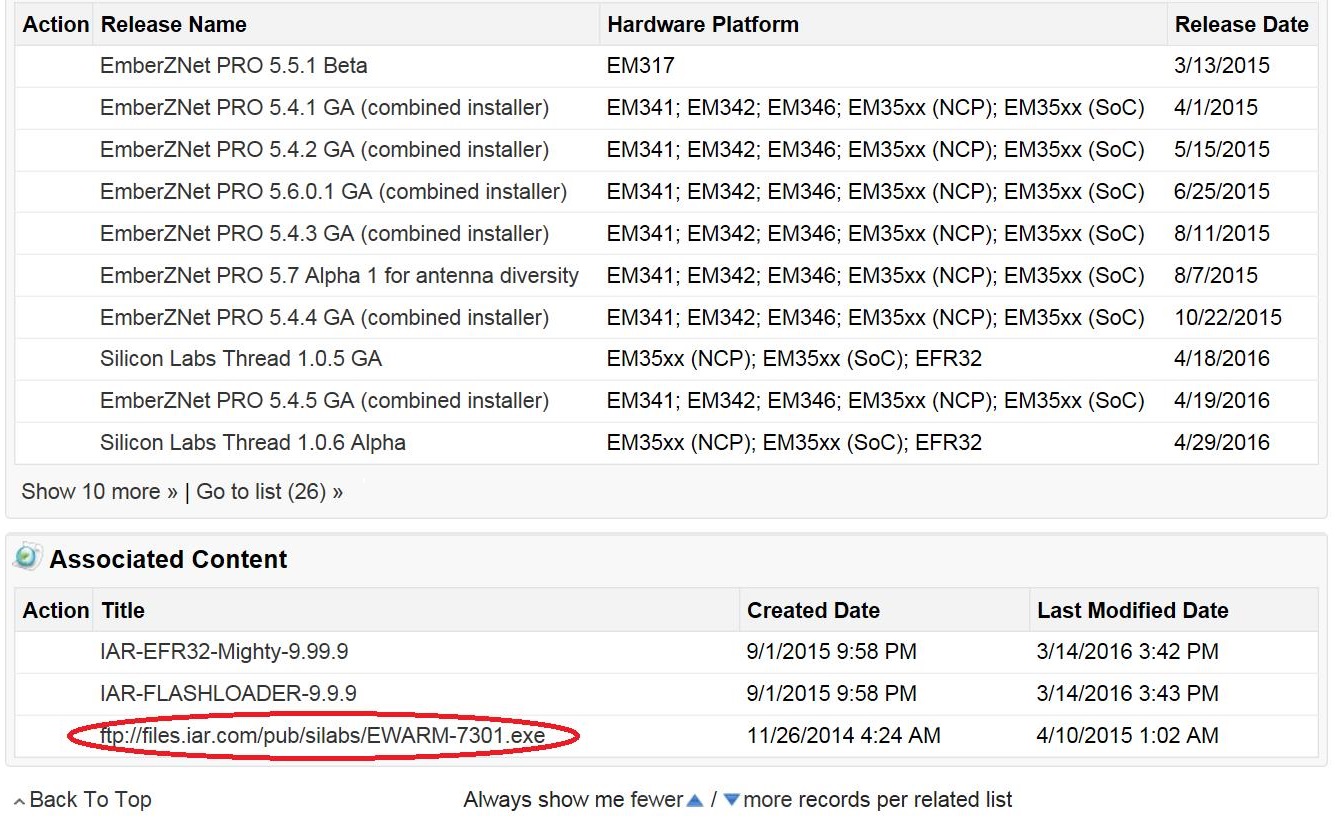 Action Release Name Hardware Platform Release Date
EmberZNet PRO 5.5.1 Beta EM317 3/13/2015
EmberZNet PRO 5.4.1 GA (combined installer) EM341; EM342; EM346; EM35xx (NCP); EM35xx (SoC) 4/1/2015
EmberZNet PRO 5.4.2 GA (combined installer) EM341; EM342; EM346; EM35xx (NCP); EM35xx (SoC) 5/15/2015
EmberZNet PRO 5.6.0.1 GA (combined installer) EM341; EM342; EM346; EM35xx (NCP); EM35xx (SoC) 6/25/2015
EmberZNet PRO 5.4.3 GA (combined installer) EM341; EM342; EM346; EM35xx (NCP); EM35xx (SoC) 8/11/2015
EmberZNet PRO 5.7 Alpha 1 for antenna diversity EM341; EM342; EM346; EM35xx (NCP); EM35xx (SoC) 8/7/2015
EmberZNet PRO 5.4.4 GA (combined installer) EM341; EM342; EM346; EM35xx (NCP); EM35xx (SoC) 10/22/2015
Silicon Labs Thread 1.0.5 GA EM35xx (NCP); EM35xx (SoC); EFR32 4/18/2016
EmberZNet PRO 5.4.5 GA (combined installer) EM341; EM342; EM346; EM35xx (NCP); EM35xx (SoC) 4/19/2016
Silicon Labs Thread 1.0.6 Alpha EM35xx (NCP); EM35xx (SoC); EFR32 4/29/2016
Show 10 more » | Go to list (26) »
Associated Content
Action Title Created Date Last Modified Date
IAR-EFR32-Mighty-9.99.9 9/1/2015 9:58 PM 3/14/2016 3:42 PM
IAR-FLASHLOADER-9.9.9 9/1/2015 9:58 PM 3/14/2016 3:43 PM
ftp://files.iar.com/pub/silabs/EWARM-7301.exe 11/26/2014 4:24 AM 4/10/2015 1:02 AM
Back To Top Always show me fewer / more records per related list